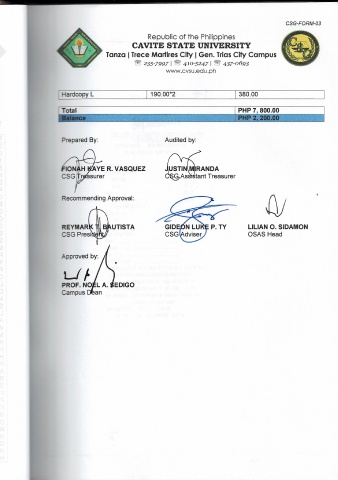 CSG-FORM-03
Republic of the Philippines
CAVITE STATE UNIVERSITY
Tanza | Trece Martires City | Gen. Trias City Campus
☏ 235-7997 | ☏ 410-5247 | ☏ 437-0693
www.cvsu.edu.ph
Hardcopy L 190.00*2 380.00
Total PHP 7, 800.00
Balance PHP 2, 200.00
Prepared By: Audited by:
FIONAH KAYE R. VASQUEZ JUSTIN MIRANDA
CSG Treasurer CSG Assistant Treasurer
Recommending Approval:
REYMARK T. BAUTISTA GIDEON LUKE P. TY LILIAN O. SIDAMON
CSG President CSG Adviser OSAS Head
Approved by:
PROF. NOEL A. SEDIGO
Campus Dean